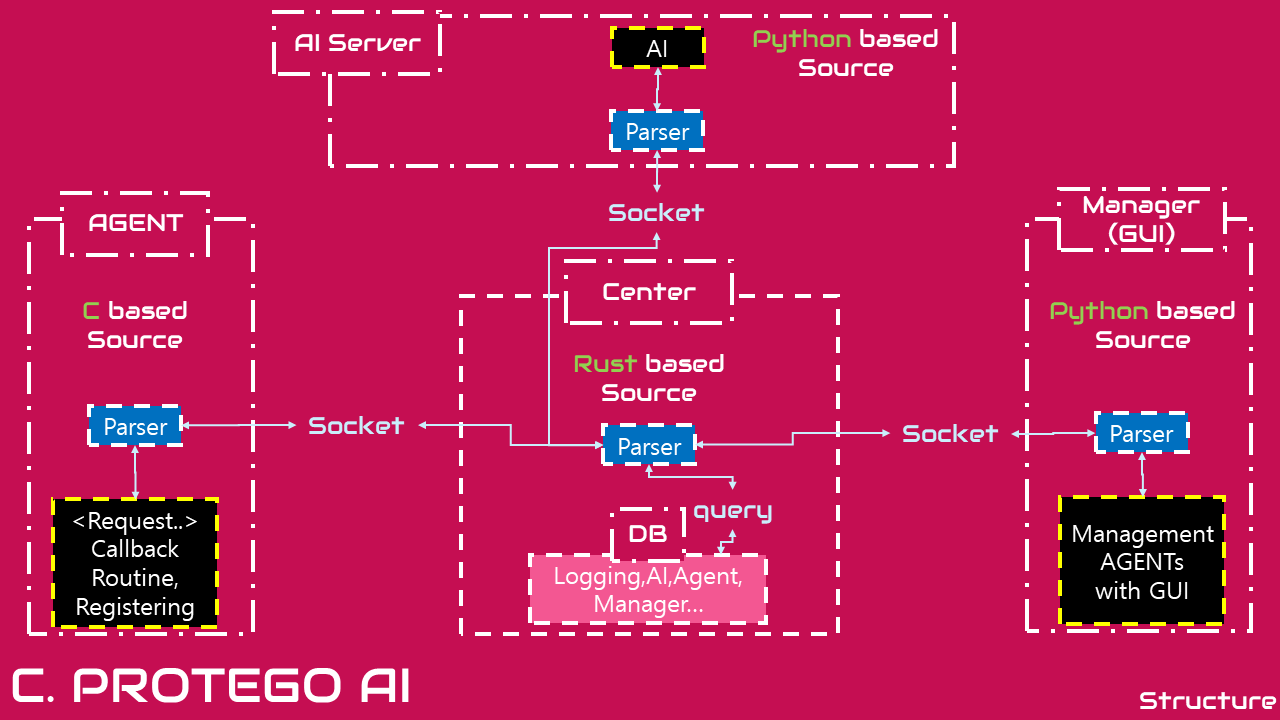 AI Server
AI
Python based
Source
Parser
Socket
AGENT
C based
Source
Parser
<Request..>
Callback
Routine,
Registering
Socket
Center
Rust based
Source
Parser
query
DB
Logging,AI,Agent,
Manager...
Socket
Manager
(GUI)
Python based
Source
Parser
Management
AGENTs
with GUI
C. PROTEGO AI
Structure